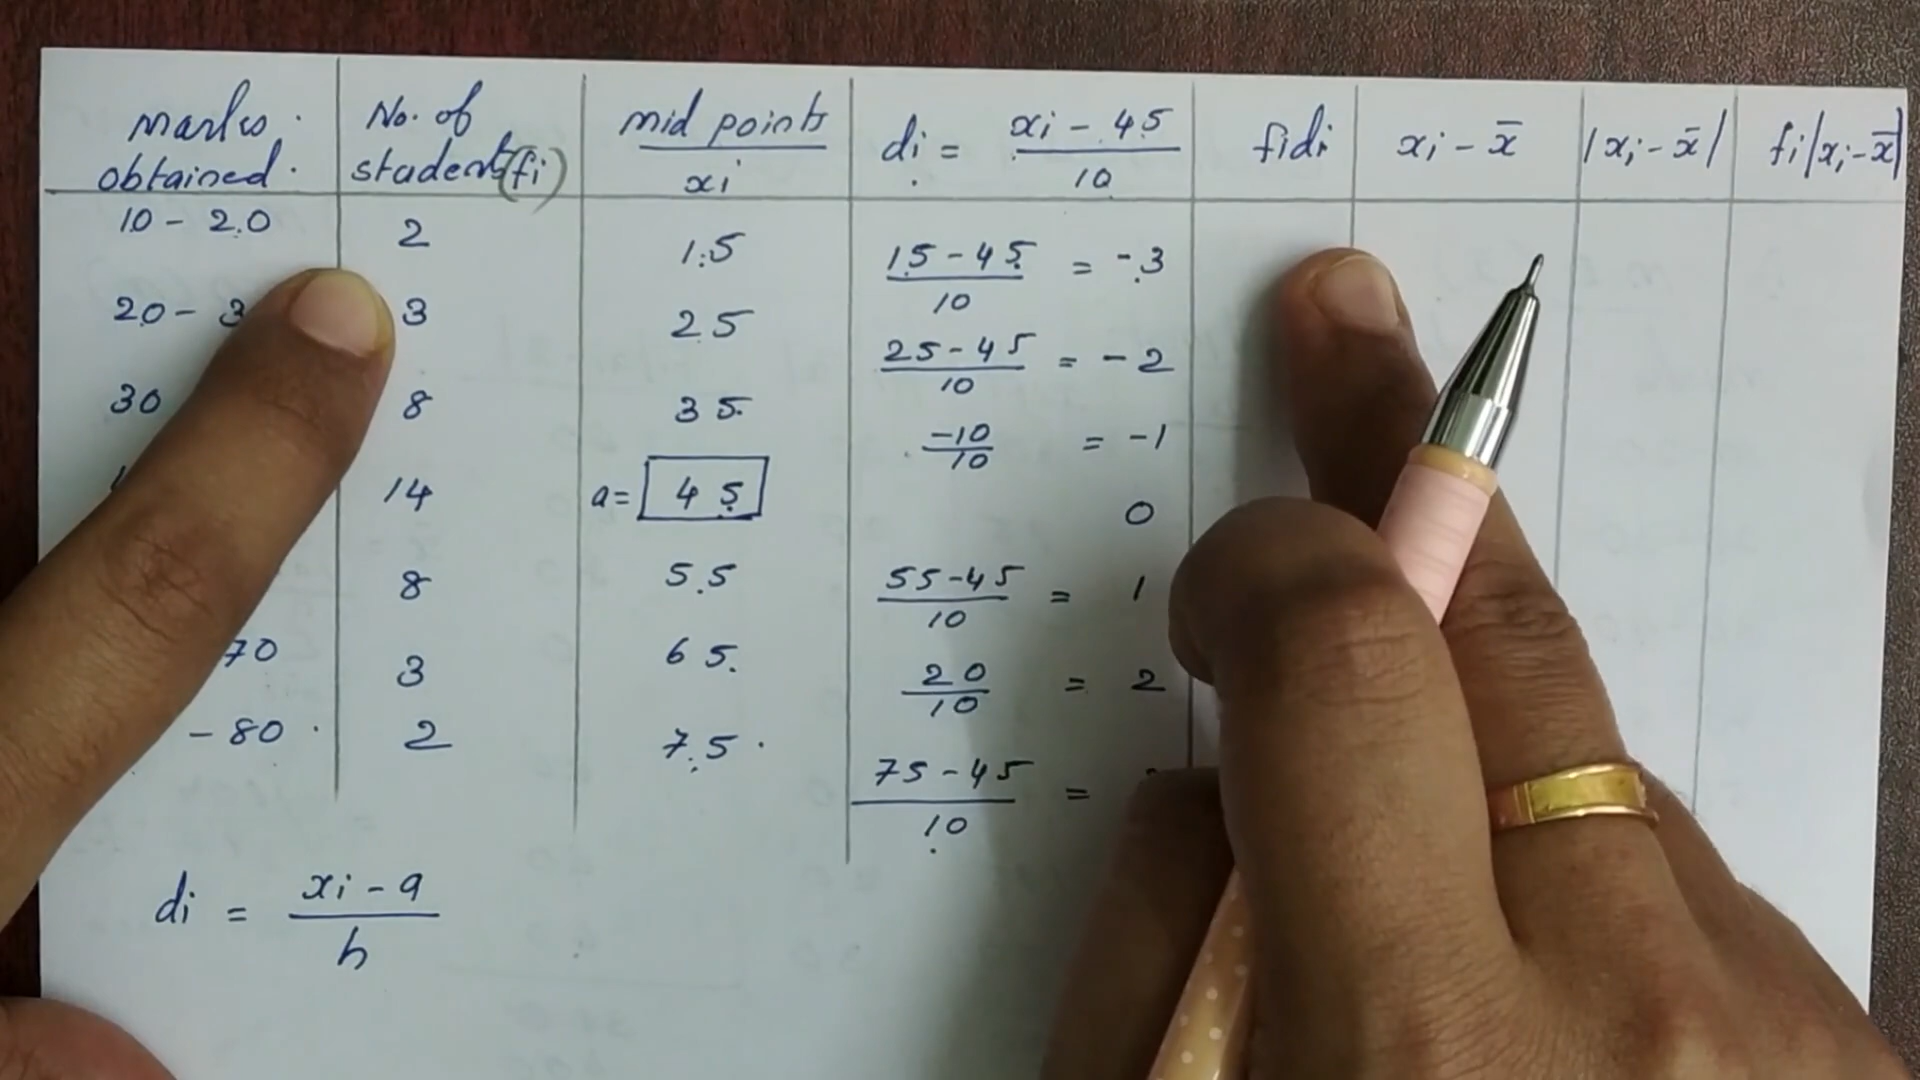 marks obtained. | No. of students (fi) | mid points / xi | di = xi - 45 / 10 | fidi | xi - x̄ | |xi - x̄| | fi|xi - x̄|
10 - 20 | 2 | 15 | 15 - 45 / 10 = -3
20 - 3 | 3 | 25 | 25 - 45 / 10 = -2
30 | 8 | 35 | -10 / 10 = -1
14 | a = 45 | 0
8 | 55 | 55 - 45 / 10 = 1
70 | 3 | 65 | 20 / 10 = 2
- 80 | 2 | 75 | 75 - 45 / 10 =
di = xi - a / h